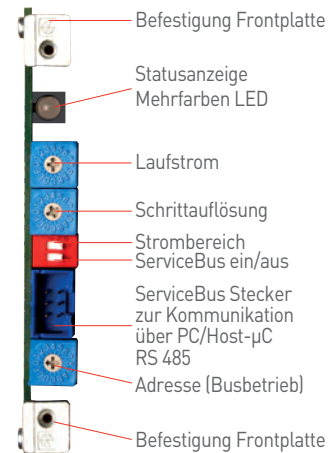 Befestigung Frontplatte
Statusanzeige
Mehrfarben LED
Laufstrom
Schrittauflösung
Strombereich
ServiceBus ein/aus
ServiceBus Stecker
zur Kommunikation
über PC/Host-µC
RS 485
Adresse (Busbetrieb)
Befestigung Frontplatte